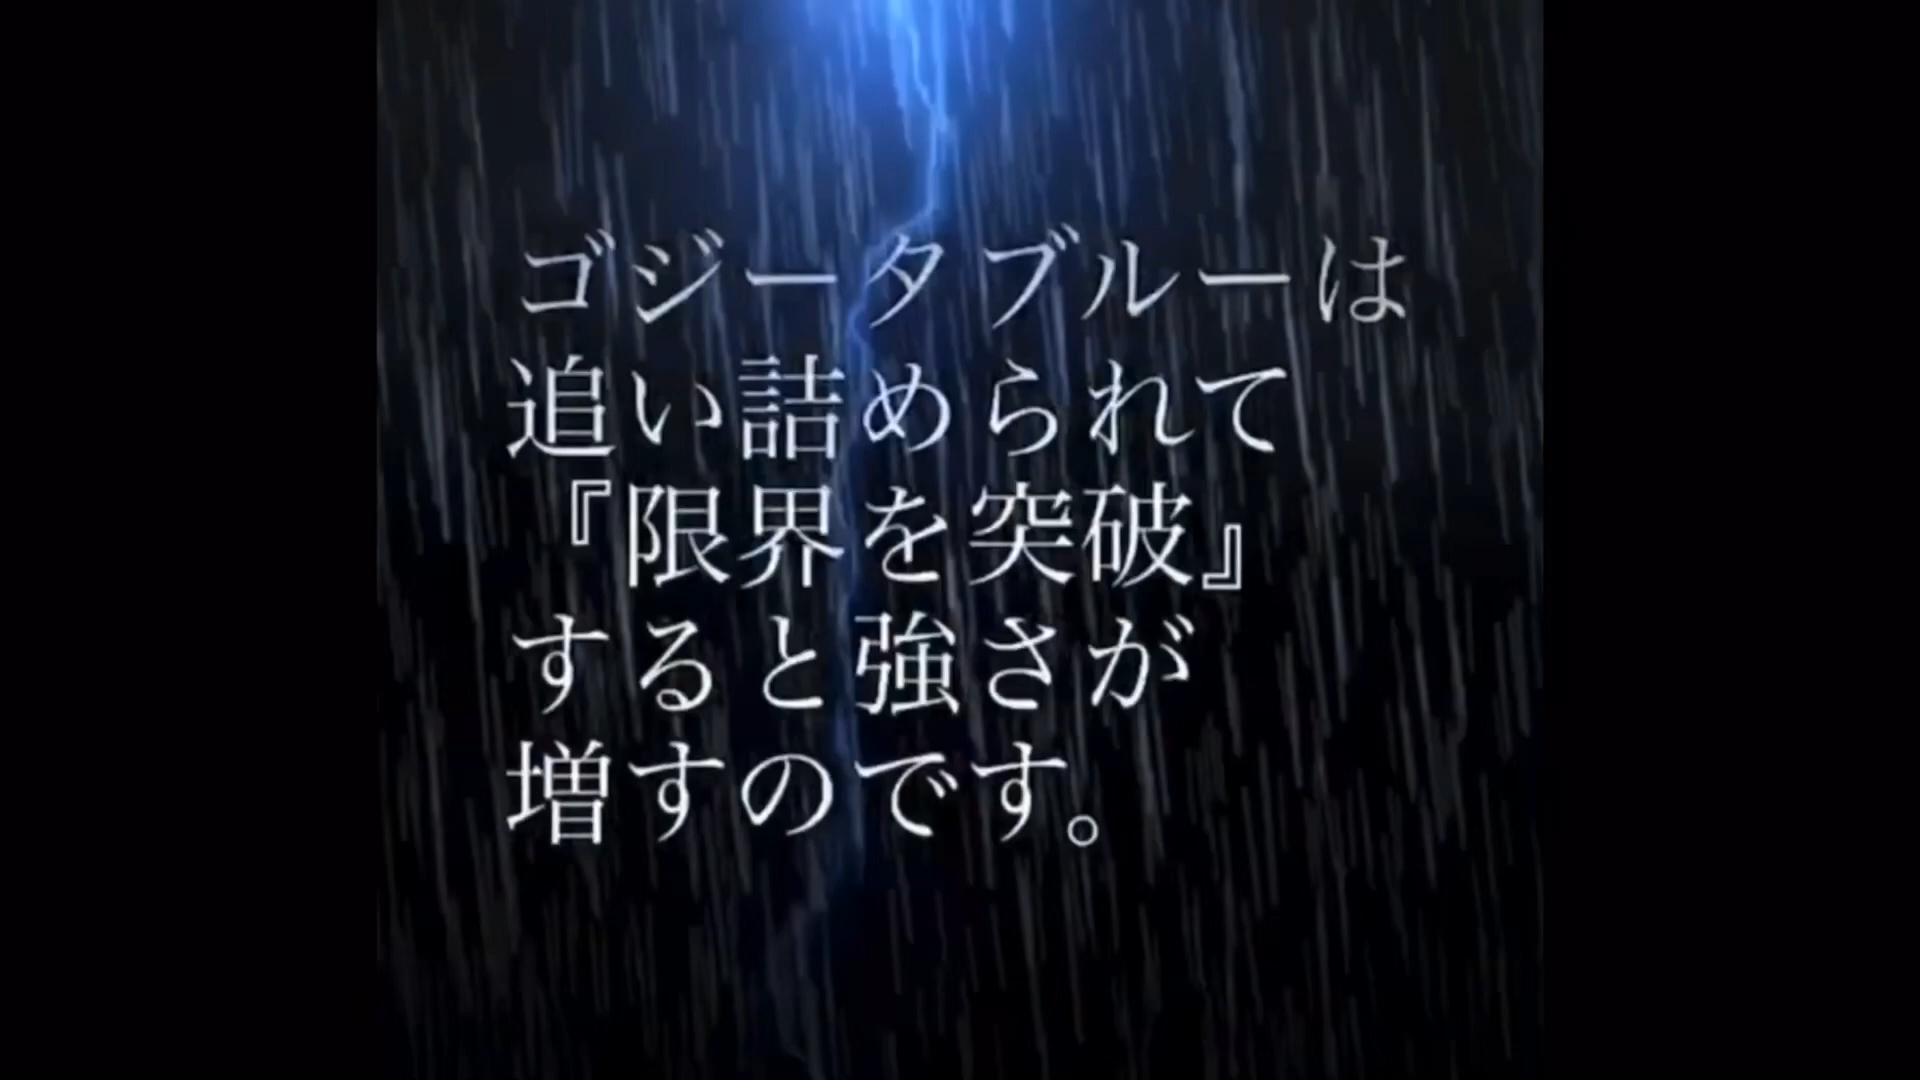 ゴジータブルーは
追い詰められて
『限界を突破』
すると強さが
増すのです。